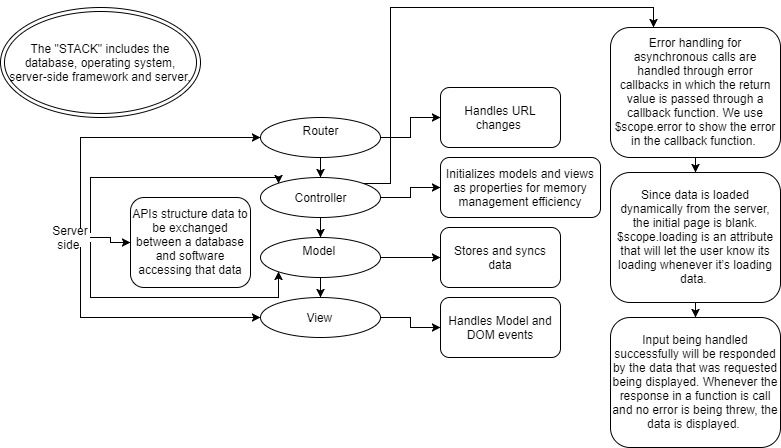 The "STACK" includes the
database, operating system,
server-side framework and server.
Error handling for
asynchronous calls are
handled through error
callbacks in which the return
value is passed through a
callback function. We use
$scope.error to show the error
in the callback function.
Router
Handles URL
changes
Controller
Initializes models and views
as properties for memory
management efficiency
Server
side
APIs structure data to
be exchanged
between a database
and software
accessing that data
Model
Stores and syncs
data
Since data is loaded
dynamically from the server,
the initial page is blank.
$scope.loading is an attribute
that will let the user know its
loading whenever it's loading
data.
View
Handles Model and
DOM events
Input being handled
successfully will be responded
by the data that was requested
being displayed. Whenever the
response in a function is call
and no error is being threw, the
data is displayed.